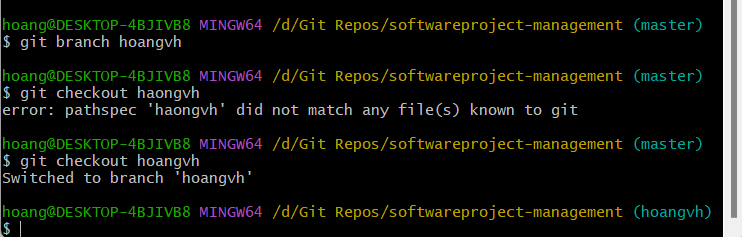 hoang@DESKTOP-4BJIVB8 MINGW64 /d/Git Repos/softwareproject-management (master)
$ git branch hoangvh
hoang@DESKTOP-4BJIVB8 MINGW64 /d/Git Repos/softwareproject-management (master)
$ git checkout haongvh
error: pathspec 'haongvh' did not match any file(s) known to git
hoang@DESKTOP-4BJIVB8 MINGW64 /d/Git Repos/softwareproject-management (master)
$ git checkout hoangvh
Switched to branch 'hoangvh'
hoang@DESKTOP-4BJIVB8 MINGW64 /d/Git Repos/softwareproject-management (hoangvh)
$